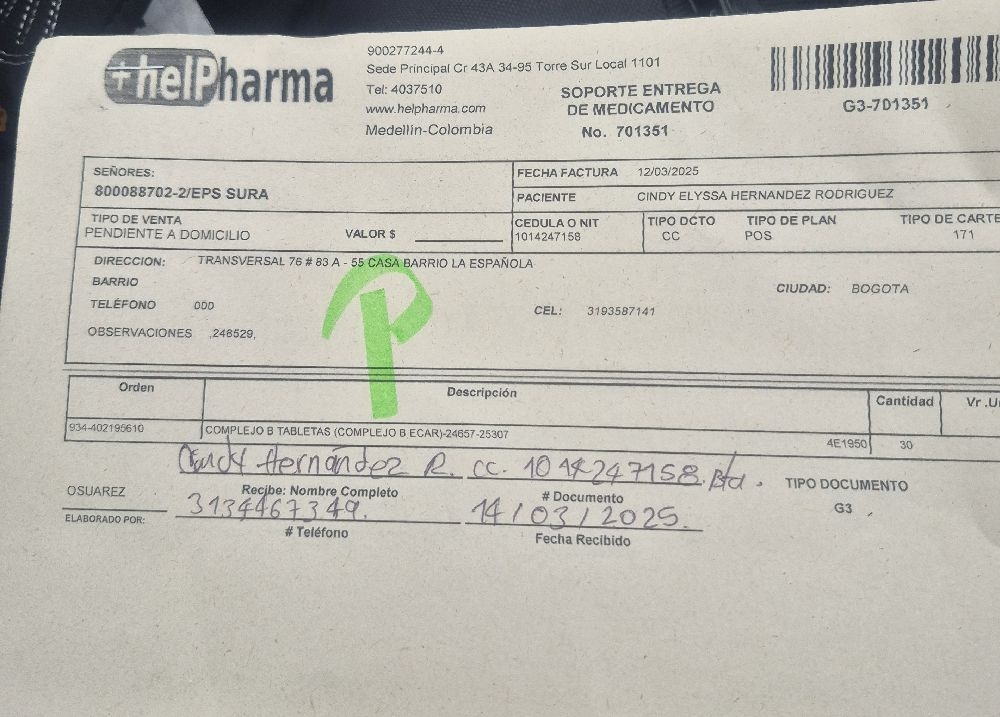 +helPharma
900277244-4
Sede Principal Cr 43A 34-95 Torre Sur Local 1101
Tel: 4037510
www.helpharma.com
Medellín-Colombia
SOPORTE ENTREGA
DE MEDICAMENTO
No. 701351
G3-701351
SEÑORES:
800088702-2/EPS SURA
FECHA FACTURA 12/03/2025
PACIENTE CINDY ELYSSA HERNANDEZ RODRIGUEZ
TIPO DE VENTA
PENDIENTE A DOMICILIO VALOR $
CEDULA O NIT TIPO DCTO TIPO DE PLAN TIPO DE CARTE
1014247158 CC POS 171
DIRECCION: TRANSVERSAL 76 # 83 A - 55 CASA BARRIO LA ESPAÑOLA
BARRIO
CIUDAD: BOGOTA
TELÉFONO 000
CEL: 3193587141
OBSERVACIONES ,246529,
P
Orden Descripción Cantidad Vr .U
934-402195610 COMPLEJO B TABLETAS (COMPLEJO B ECAR)-24657-25307 4E1950 30
Cindy Hernández R. cc. 1014247158. Bta.
Recibe: Nombre Completo # Documento
TIPO DOCUMENTO
G3
OSUAREZ
ELABORADO POR:
3134467349. 14/03/2025.
# Teléfono Fecha Recibido